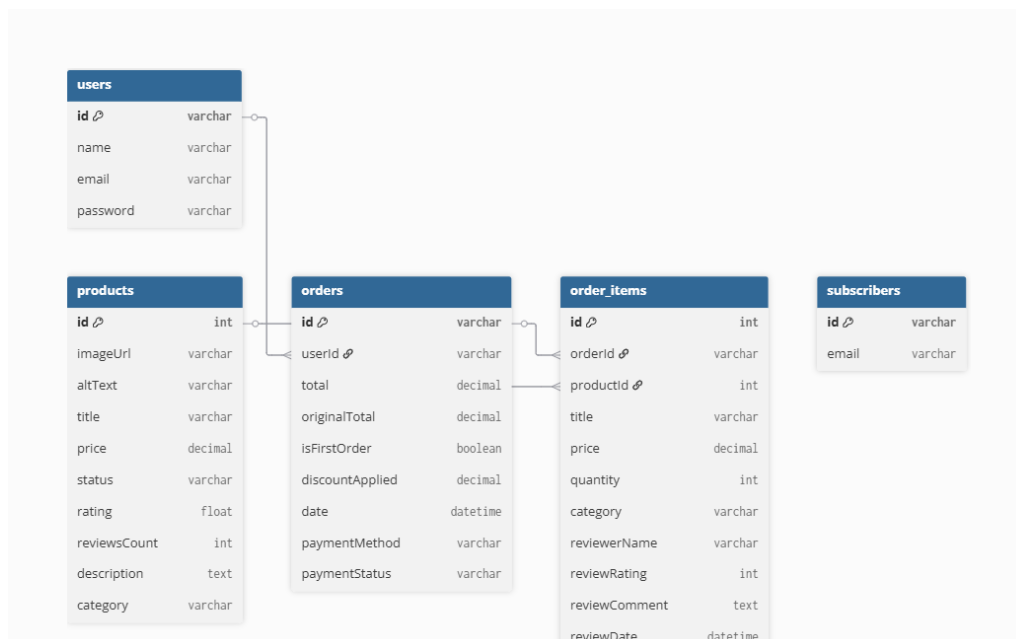 users
id varchar
name varchar
email varchar
password varchar
products
id int
imageUrl varchar
altText varchar
title varchar
price decimal
status varchar
rating float
reviewsCount int
description text
category varchar
orders
id varchar
userId varchar
total decimal
originalTotal decimal
isFirstOrder boolean
discountApplied decimal
date datetime
paymentMethod varchar
paymentStatus varchar
order_items
id int
orderId varchar
productId int
title varchar
price decimal
quantity int
category varchar
reviewerName varchar
reviewRating int
reviewComment text
reviewDate datetime
subscribers
id varchar
email varchar